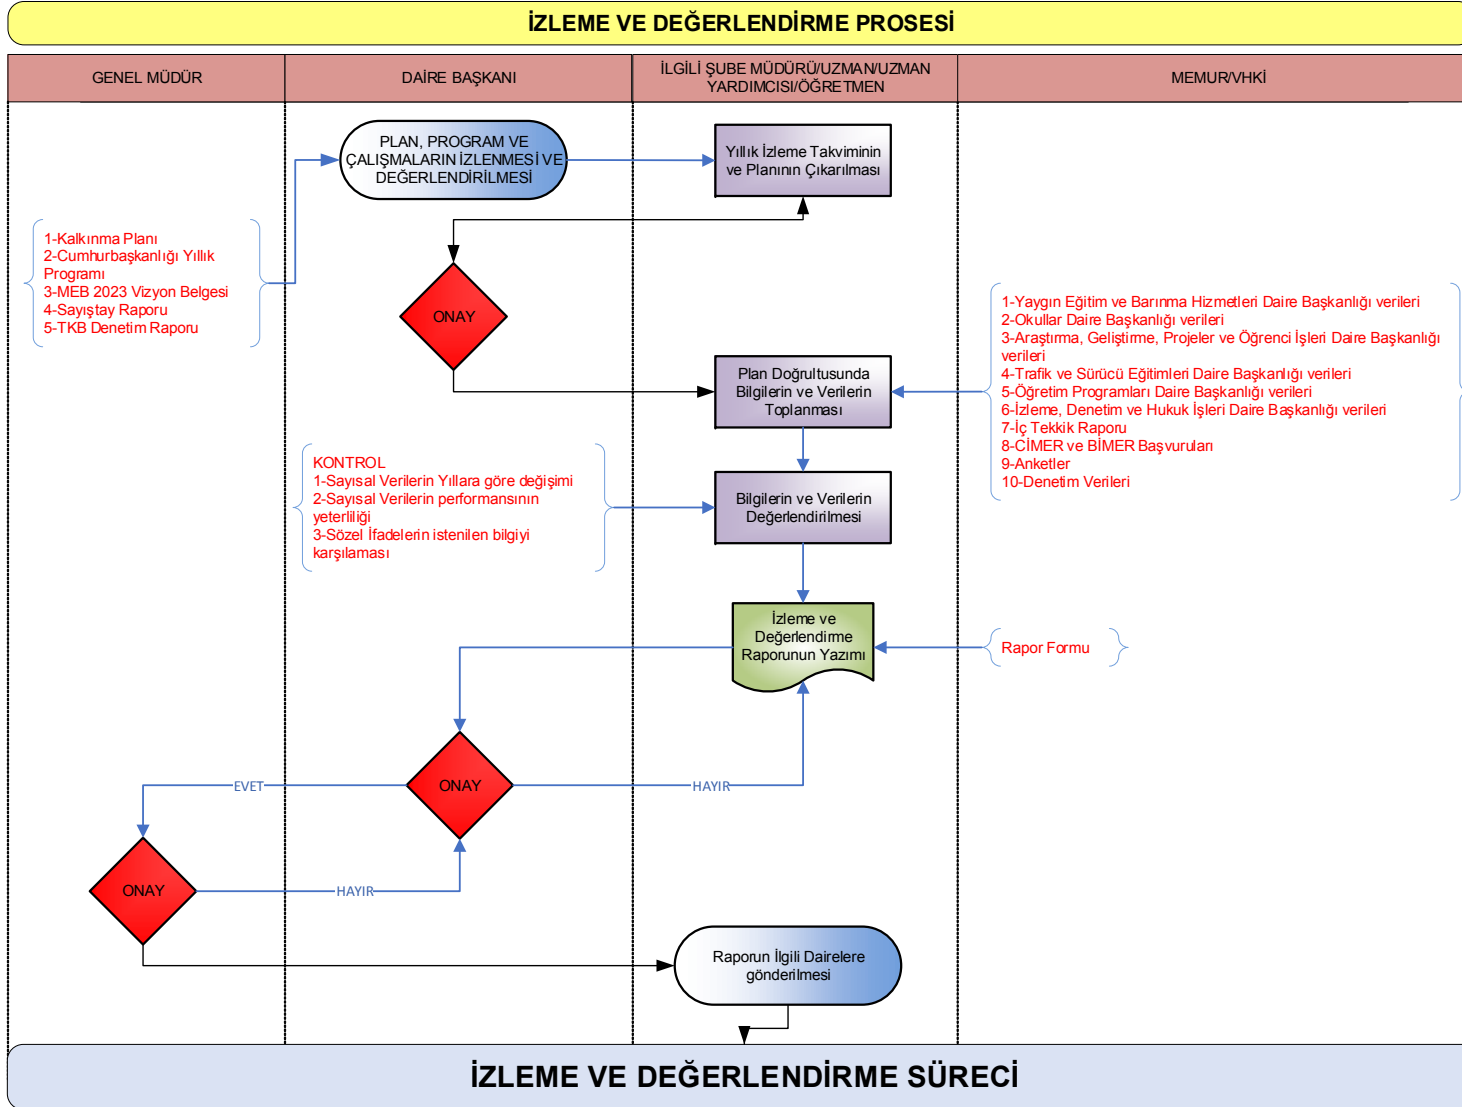 İZLEME VE DEĞERLENDİRME PROSESİ
GENEL MÜDÜR
DAİRE BAŞKANI
İLGİLİ ŞUBE MÜDÜRÜ/UZMAN/UZMAN
YARDIMCISI/ÖĞRETMEN
MEMUR/VHKİ
PLAN, PROGRAM VE
ÇALIŞMALARIN İZLENMESİ VE
DEĞERLENDİRİLMESİ
Yıllık İzleme Takviminin
ve Planının Çıkarılması
1-Kalkınma Planı
2-Cumhurbaşkanlığı Yıllık
Programı
3-MEB 2023 Vizyon Belgesi
4-Sayıştay Raporu
5-TKB Denetim Raporu
ONAY
1-Yaygın Eğitim ve Barınma Hizmetleri Daire Başkanlığı verileri
2-Okullar Daire Başkanlığı verileri
3-Araştırma, Geliştirme, Projeler ve Öğrenci İşleri Daire Başkanlığı
verileri
4-Trafik ve Sürücü Eğitimleri Daire Başkanlığı verileri
5-Öğretim Programları Daire Başkanlığı verileri
6-İzleme, Denetim ve Hukuk İşleri Daire Başkanlığı verileri
7-İç Tekkik Raporu
8-CİMER ve BİMER Başvuruları
9-Anketler
10-Denetim Verileri
Plan Doğrultusunda
Bilgilerin ve Verilerin
Toplanması
KONTROL
1-Sayısal Verilerin Yıllara göre değişimi
2-Sayısal Verilerin performansının
yeterliliği
3-Sözel İfadelerin istenilen bilgiyi
karşılaması
Bilgilerin ve Verilerin
Değerlendirilmesi
İzleme ve
Değerlendirme
Raporunun Yazımı
Rapor Formu
EVET
ONAY
HAYIR
ONAY
HAYIR
Raporun İlgili Dairelere
gönderilmesi
İZLEME VE DEĞERLENDİRME SÜRECİ